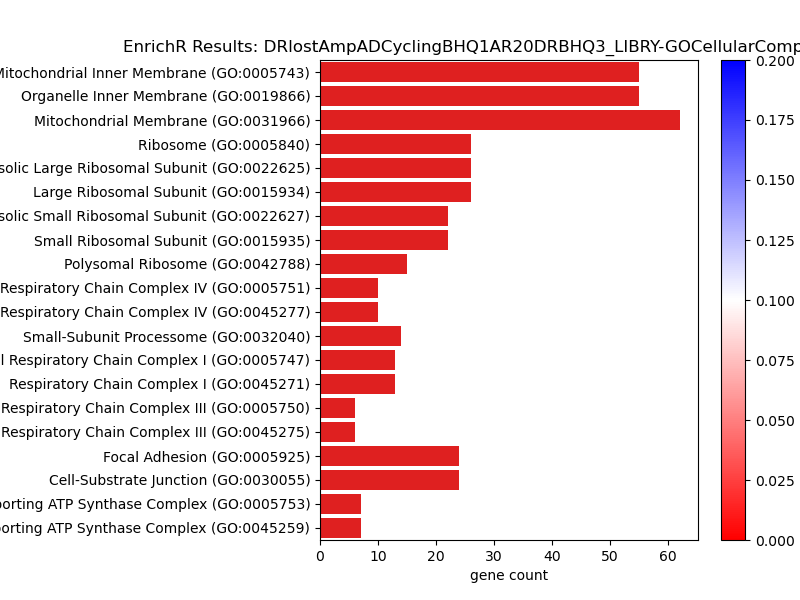 EnrichR Results: DRlostAmpADCyclingBHQ1AR20DRBHQ3_LIBRY-GOCellularComp
Mitochondrial Inner Membrane (GO:0005743)
Organelle Inner Membrane (GO:0019866)
Mitochondrial Membrane (GO:0031966)
Ribosome (GO:0005840)
solic Large Ribosomal Subunit (GO:0022625)
Large Ribosomal Subunit (GO:0015934)
solic Small Ribosomal Subunit (GO:0022627)
Small Ribosomal Subunit (GO:0015935)
Polysomal Ribosome (GO:0042788)
Respiratory Chain Complex IV (GO:0005751)
Respiratory Chain Complex IV (GO:0045277)
Small-Subunit Processome (GO:0032040)
l Respiratory Chain Complex I (GO:0005747)
Respiratory Chain Complex I (GO:0045271)
Respiratory Chain Complex III (GO:0005750)
Respiratory Chain Complex III (GO:0045275)
Focal Adhesion (GO:0005925)
Cell-Substrate Junction (GO:0030055)
porting ATP Synthase Complex (GO:0005753)
porting ATP Synthase Complex (GO:0045259)
0 10 20 30 40 50 60
gene count
0.200
0.175
0.150
0.125
0.100
0.075
0.050
0.025
0.000